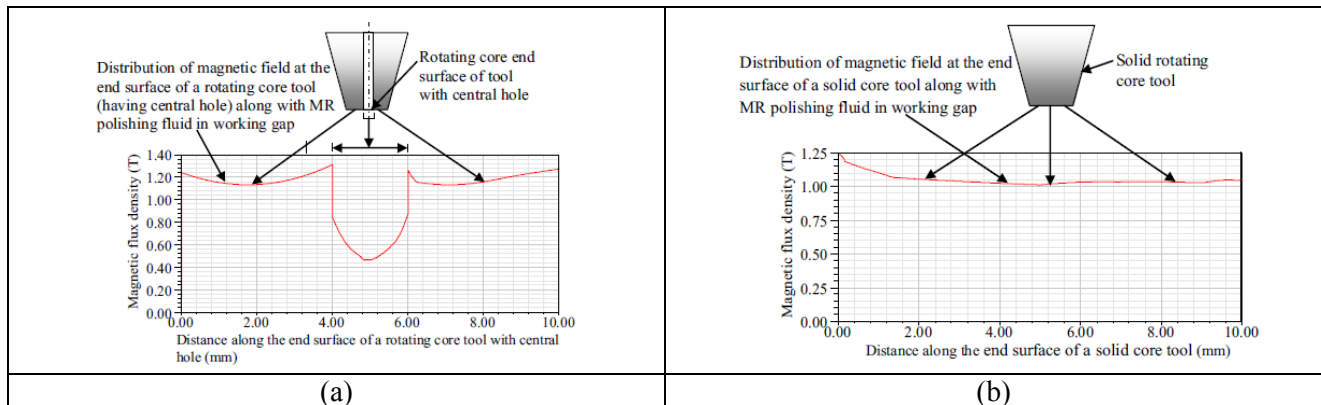 Distribution of magnetic field at the
end surface of a rotating core tool
(having central hole) along with MR
polishing fluid in working gap
Rotating core end
surface of tool
with central hole
Magnetic flux density (T)
1.40
1.20
1.00
0.80
0.60
0.40
0.20
0.00
0.00 2.00 4.00 6.00 8.00 10.00
Distance along the end surface of a rotating core tool with central
hole (mm)
(a)
Distribution of magnetic field at the end
surface of a solid core tool along with
MR polishing fluid in working gap
Solid rotating
core tool
Magnetic flux density (T)
1.25
1.00
0.75
0.50
0.25
0.00
0.00 2.00 4.00 6.00 8.00 10.00
Distance along the end surface of a solid core tool (mm)
(b)